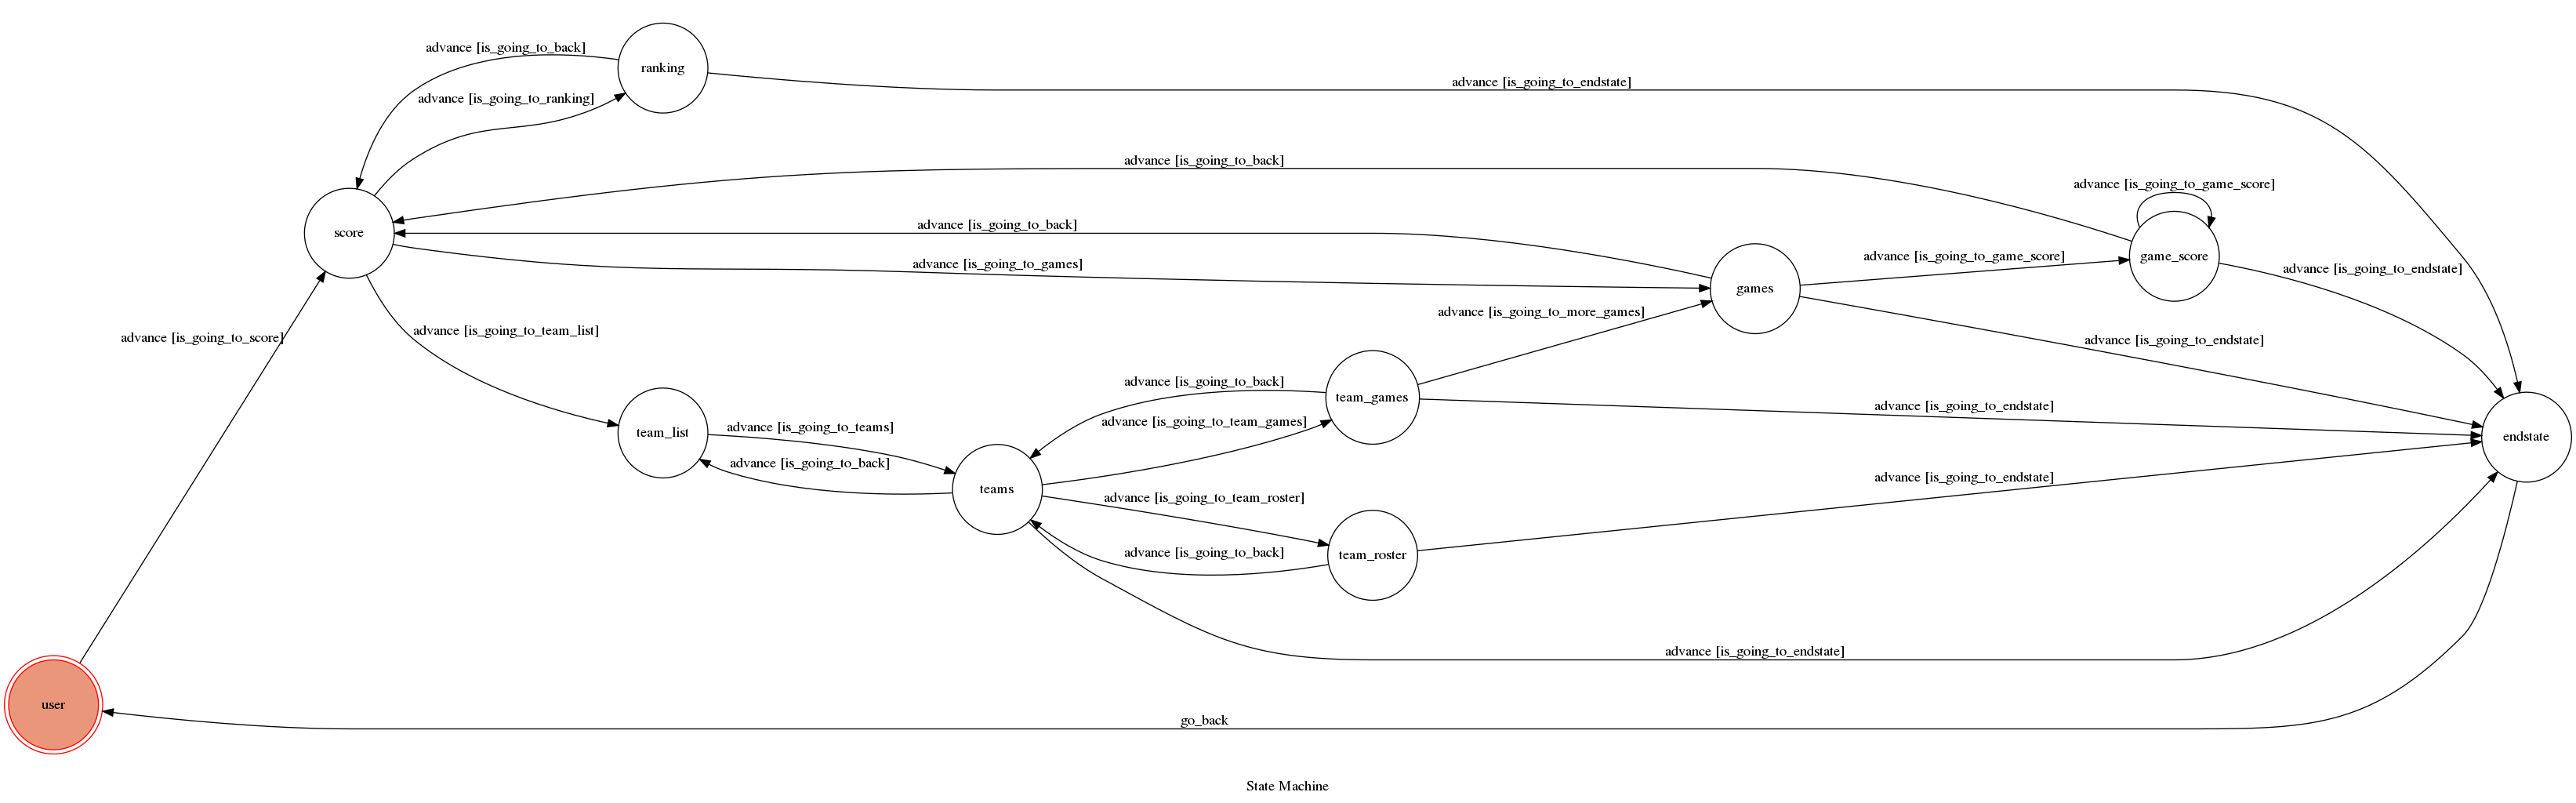 advance [is_going_to_back]
ranking
advance [is_going_to_endstate]
advance [is_going_to_ranking]
advance [is_going_to_back]
advance [is_going_to_game_score]
advance [is_going_to_back]
score
game_score
advance [is_going_to_games]
advance [is_going_to_game_score]
advance [is_going_to_endstate]
games
advance [is_going_to_more_games]
advance [is_going_to_score]
advance [is_going_to_team_list]
advance [is_going_to_endstate]
advance [is_going_to_back]
team_games
advance [is_going_to_endstate]
advance [is_going_to_team_games]
advance [is_going_to_teams]
team_list
endstate
advance [is_going_to_back]
advance [is_going_to_endstate]
teams
advance [is_going_to_team_roster]
advance [is_going_to_back]
team_roster
advance [is_going_to_endstate]
user
go_back
State Machine